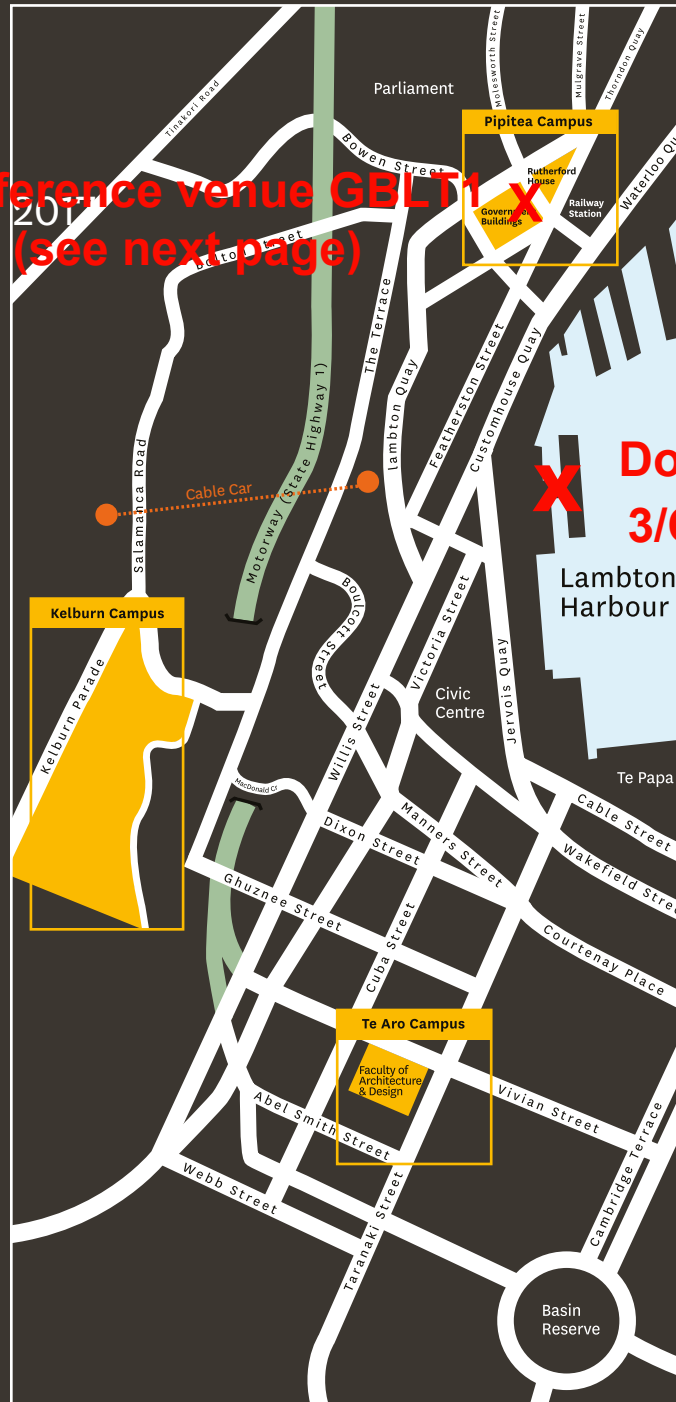 Molesworth Street
Mulgrave Street
Thorndon Quay
Tinakori Road
Parliament
Pipitea Campus
Bowen Street
Waterloo
Rutherford
House
ference venue GBLT1
201
Railway
Station
Buildings
(see next page)
Bolton Street
The Terrace
Lambton Quay
Featherston Street
Customhouse Quay
X
Motorway (State Highway 1)
Salamanca Road
Cable Car
X
Do
3/
Lambton
Harbour
Kelburn Campus
Boulcott Street
Victoria Street
Jervois Quay
Kelburn Parade
Civic
Centre
Willis Street
Te Papa
MacDonald Cr
Dixon Street
Manners Street
Cable Street
Wakefield Stree
Ghuznee Street
Cuba Street
Courtenay Place
Te Aro Campus
Faculty of
Architecture
& Design
Vivian Street
Abel Smith Street
Cambridge Terrace
Webb Street
Taranaki Street
Basin
Reserve